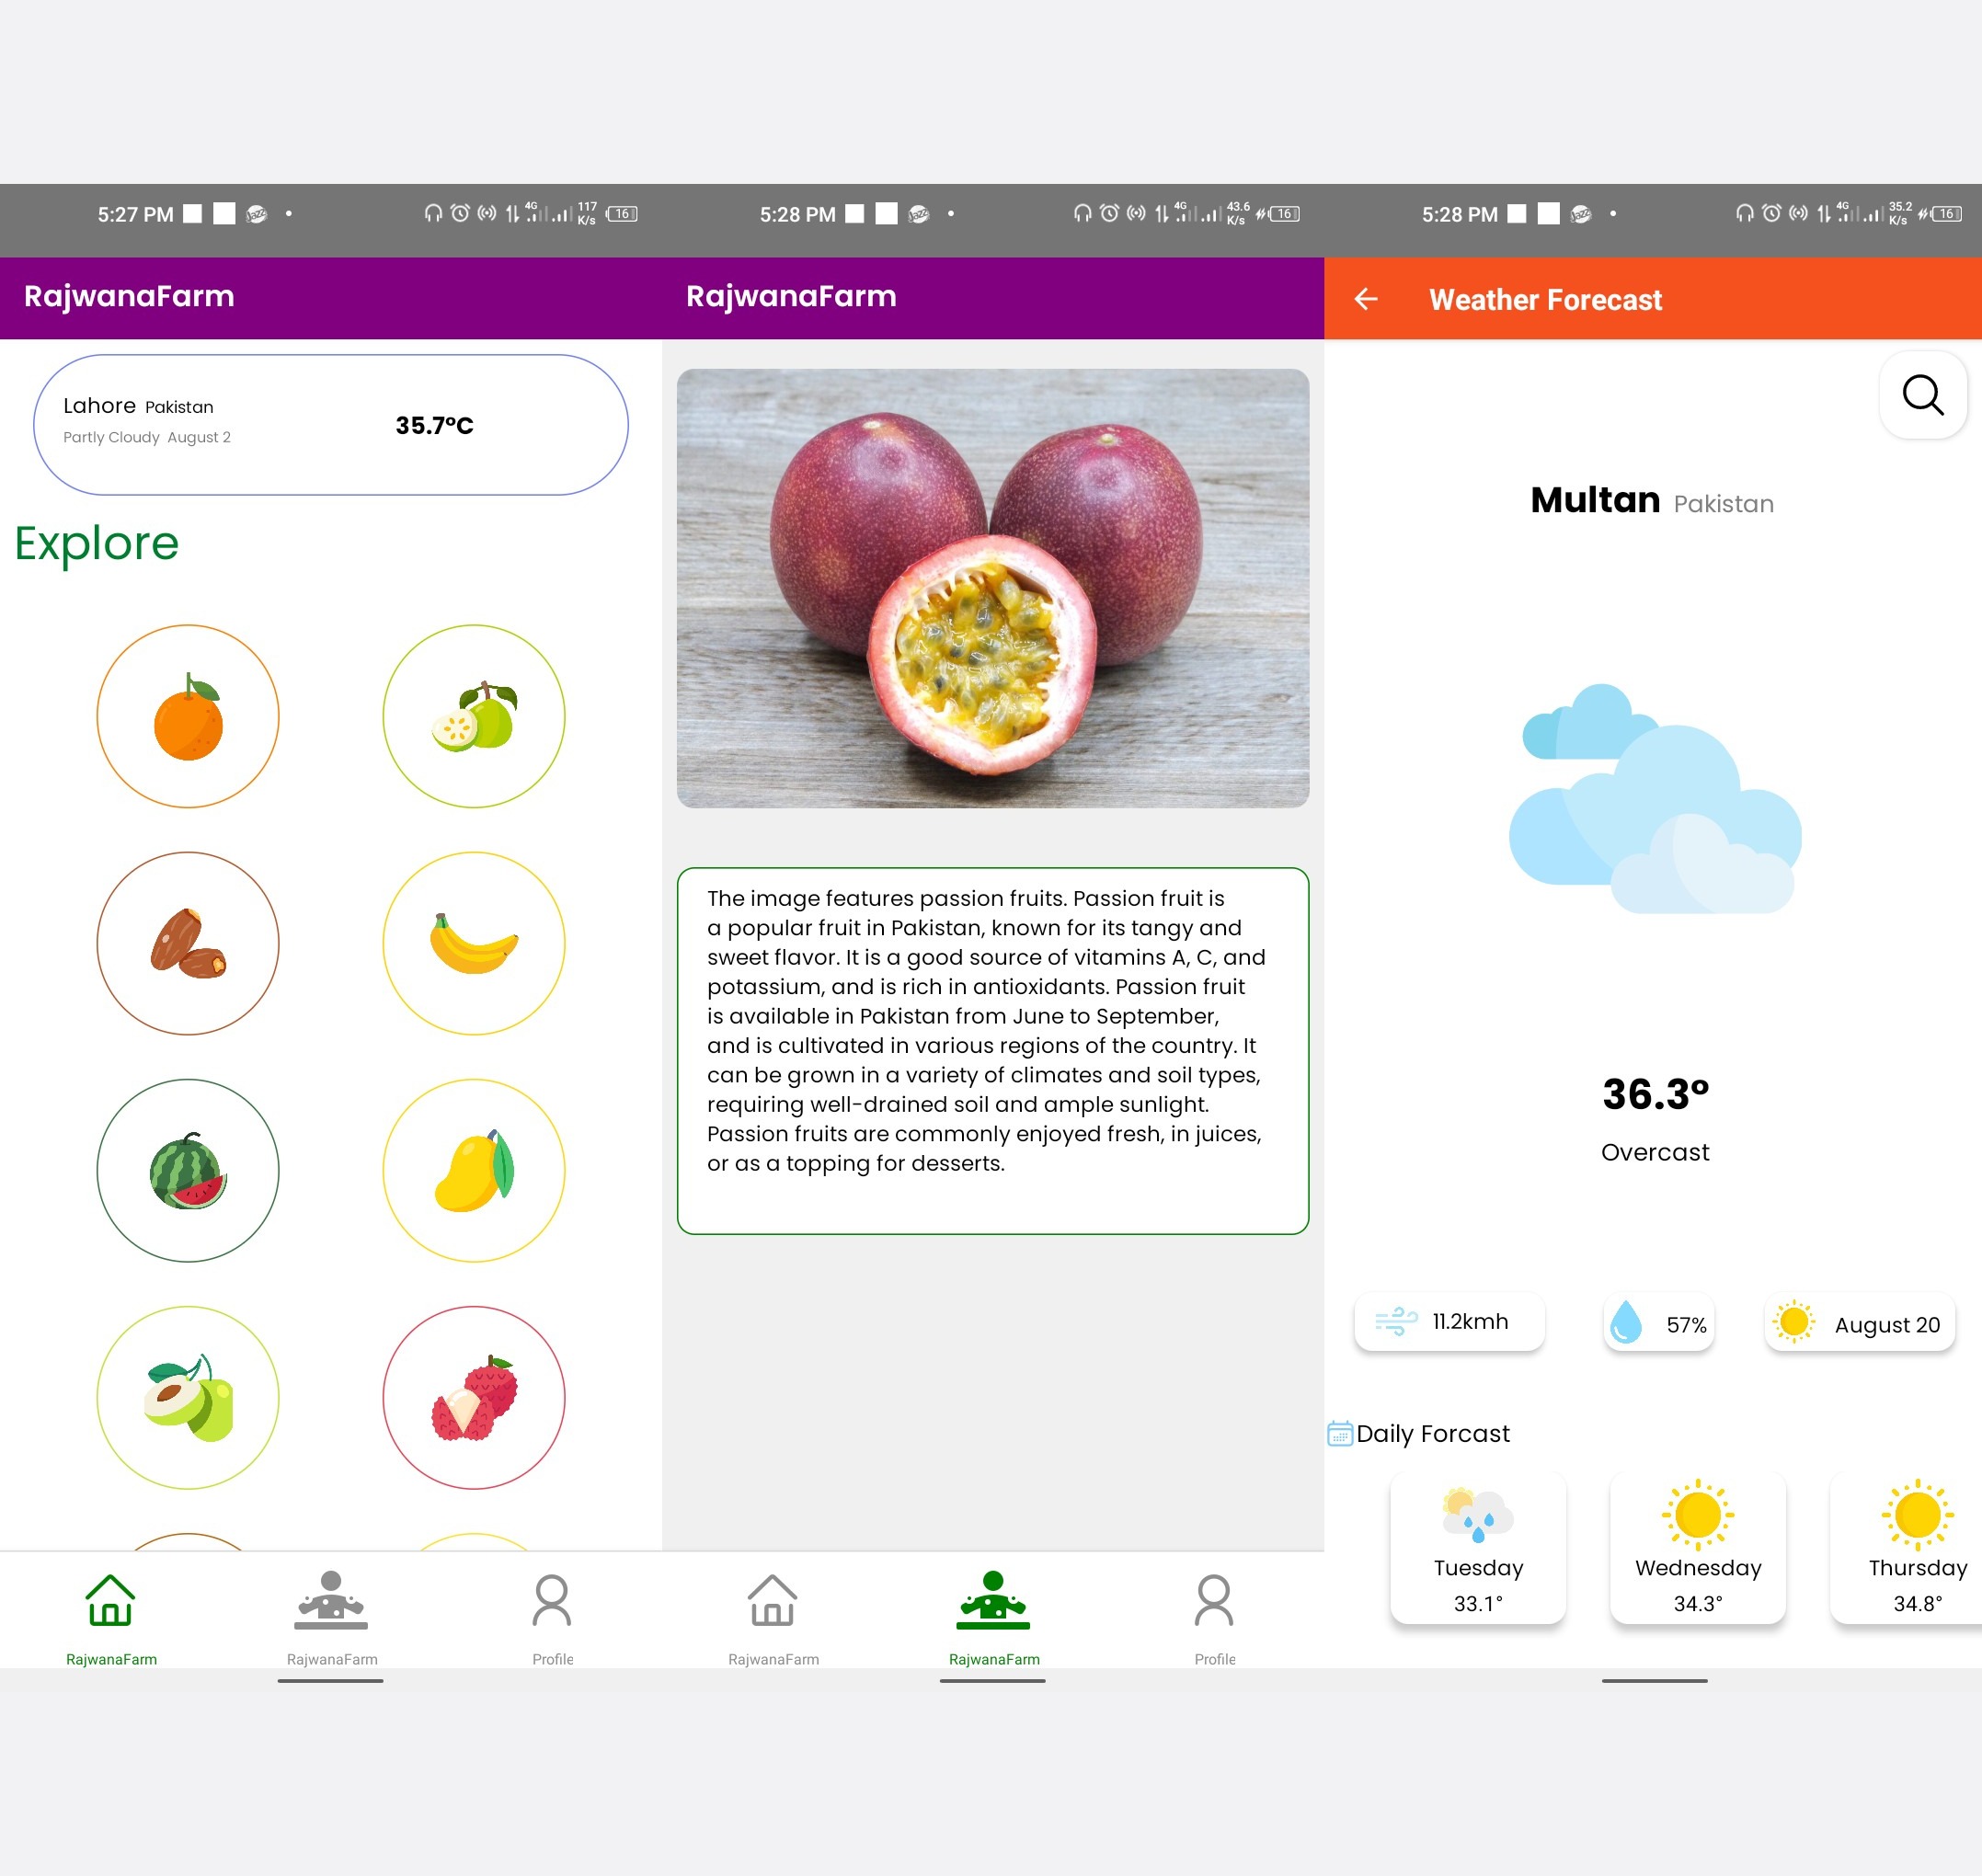 5:27 PM
4G
117
K/s
16
RajwanaFarm
Lahore Pakistan
Partly Cloudy August 2
35.7°C
Explore
RajwanaFarm
RajwanaFarm
Profile
5:28 PM
4G
43.6
K/s
16
RajwanaFarm
The image features passion fruits. Passion fruit is
a popular fruit in Pakistan, known for its tangy and
sweet flavor. It is a good source of vitamins A, C, and
potassium, and is rich in antioxidants. Passion fruit
is available in Pakistan from June to September,
and is cultivated in various regions of the country. It
can be grown in a variety of climates and soil types,
requiring well-drained soil and ample sunlight.
Passion fruits are commonly enjoyed fresh, in juices,
or as a topping for desserts.
RajwanaFarm
RajwanaFarm
Profile
5:28 PM
4G
35.2
K/s
16
Weather Forecast
Multan Pakistan
36.3°
Overcast
11.2kmh
57%
August 20
Daily Forcast
Tuesday
33.1°
Wednesday
34.3°
Thursday
34.8°